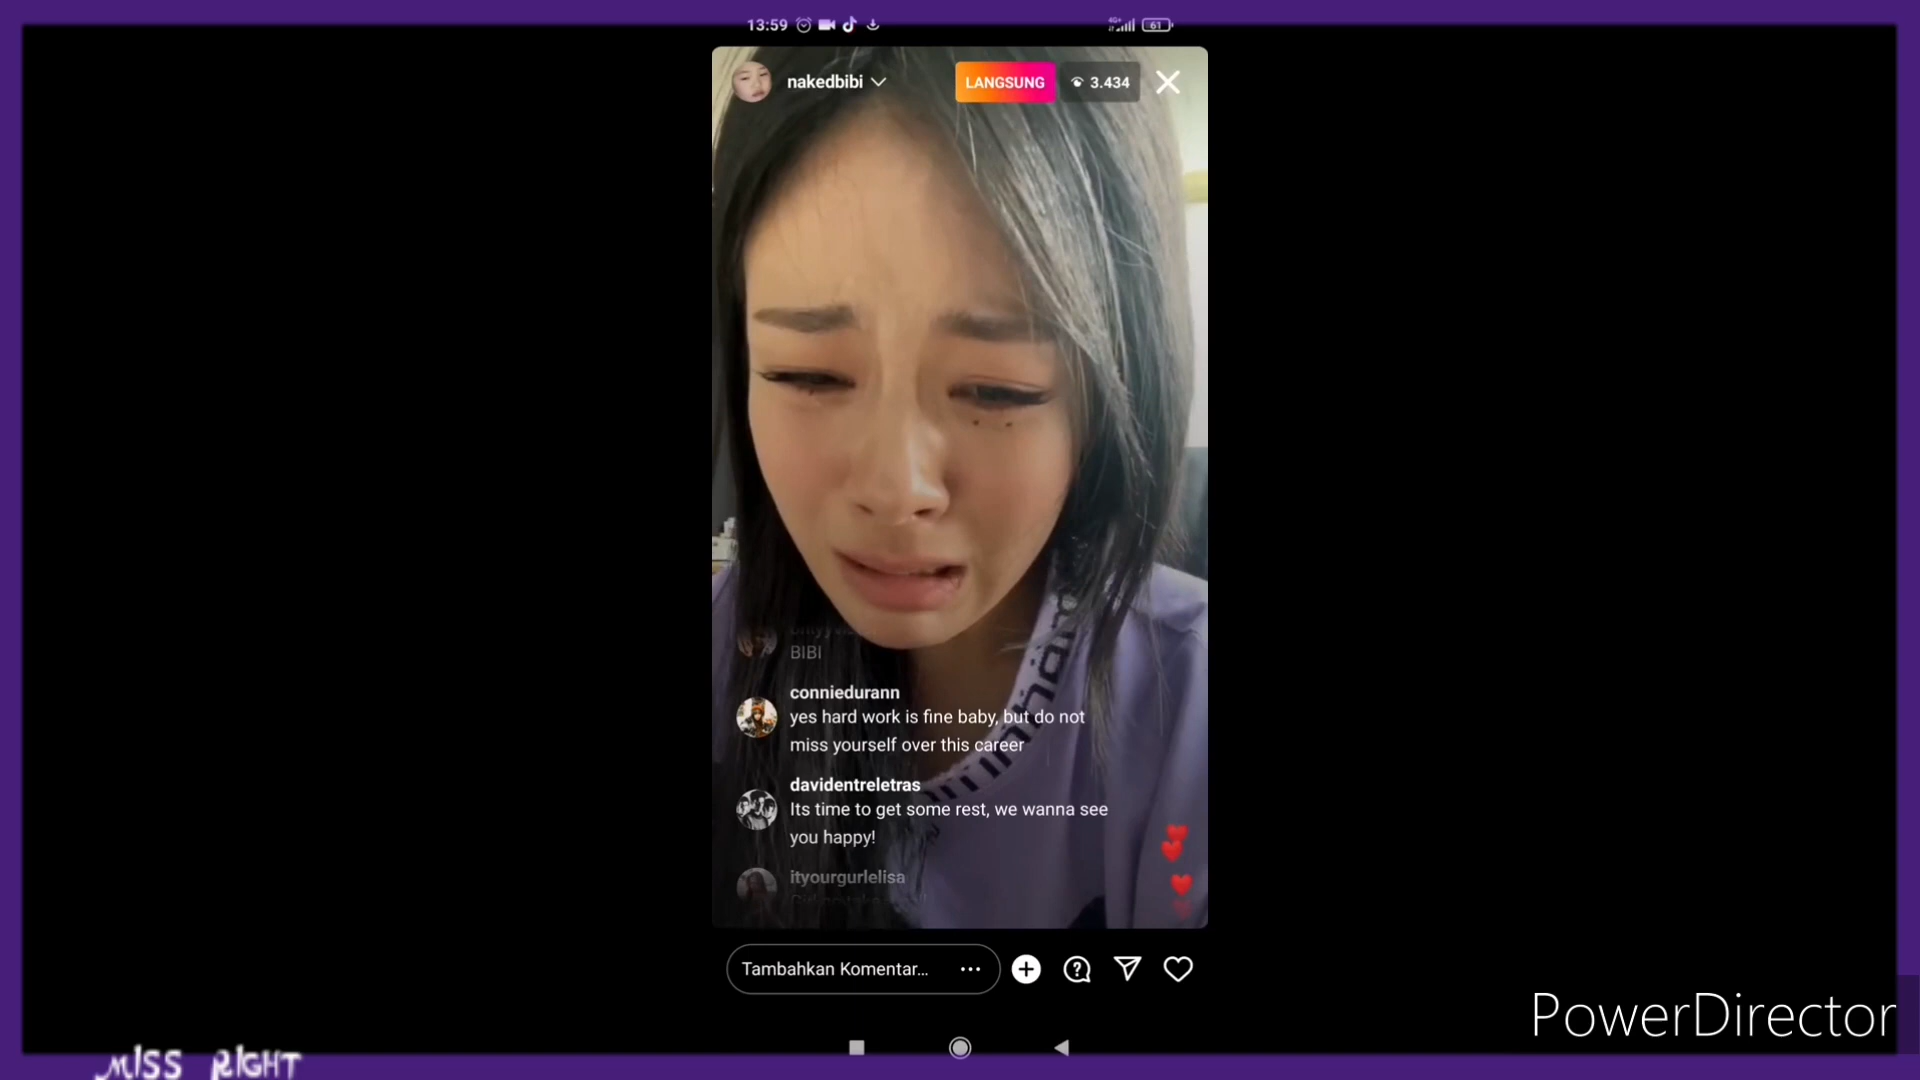 13:59
61
nakedbibi
LANGSUNG
3.434
BIBI
conniedurann
yes hard work is fine baby, but do not
miss yourself over this career
davidentreletras
Its time to get some rest, we wanna see
you happy!
ityourgurlelisa
Tambahkan Komentar...
PowerDirector
MISS RIGHT